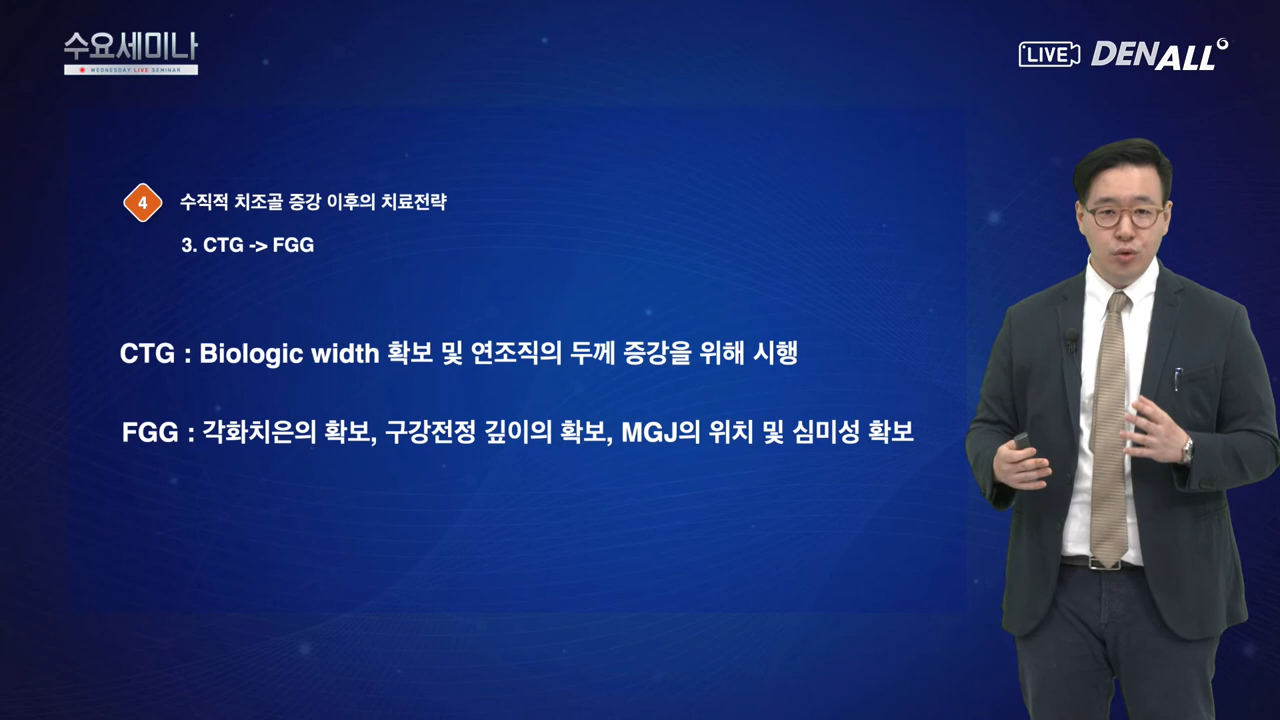 수요세미나
WEDNESDAY LIVE SEMINAR
LIVE DENALL
4 수직적 치조골 증강 이후의 치료전략
3. CTG -> FGG
CTG : Biologic width 확보 및 연조직의 두께 증강을 위해 시행
FGG : 각화치은의 확보, 구강전정 깊이의 확보, MGJ의 위치 및 심미성 확보